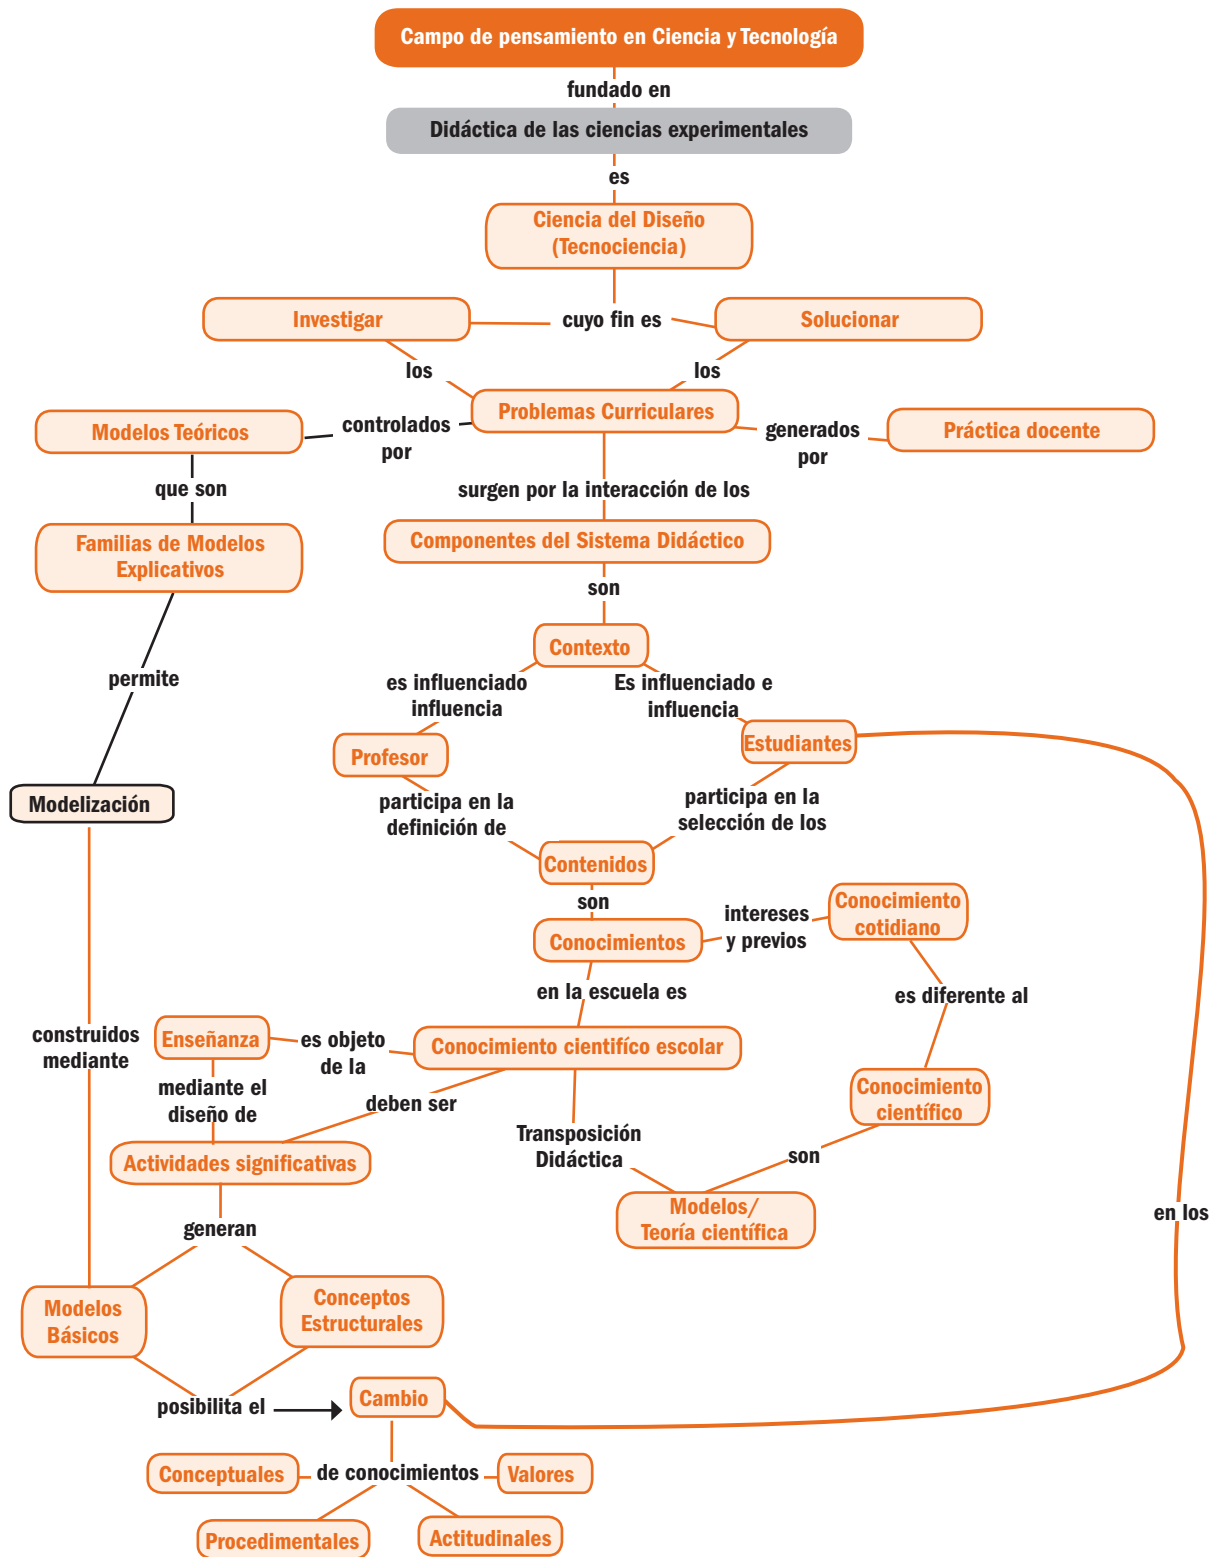 Campo de pensamiento en Ciencia y Tecnología
fundado en
Didáctica de las ciencias experimentales
es
Ciencia del Diseño
(Tecnociencia)
Investigar
cuyo fin es
Solucionar
los
los
Problemas Curriculares
Modelos Teóricos
controlados
por
generados
por
Práctica docente
que son
surgen por la interacción de los
Familias de Modelos
Explicativos
Componentes del Sistema Didáctico
son
Contexto
permite
es influenciado
influencia
Es influenciado e
influencia
Profesor
Estudiantes
Modelización
participa en la
definición de
participa en la
selección de los
Contenidos
son
Conocimientos
intereses
y previos
Conocimiento
cotidiano
en la escuela es
es diferente al
construidos
mediante
Enseñanza
es objeto
de la
Conocimiento cientifíco escolar
mediante el
diseño de
deben ser
Conocimiento
científico
Transposición
Didáctica
son
Actividades significativas
Modelos/
Teoría científica
en los
generan
Modelos
Básicos
Conceptos
Estructurales
posibilita el
Cambio
Conceptuales
de conocimientos
Valores
Procedimentales
Actitudinales